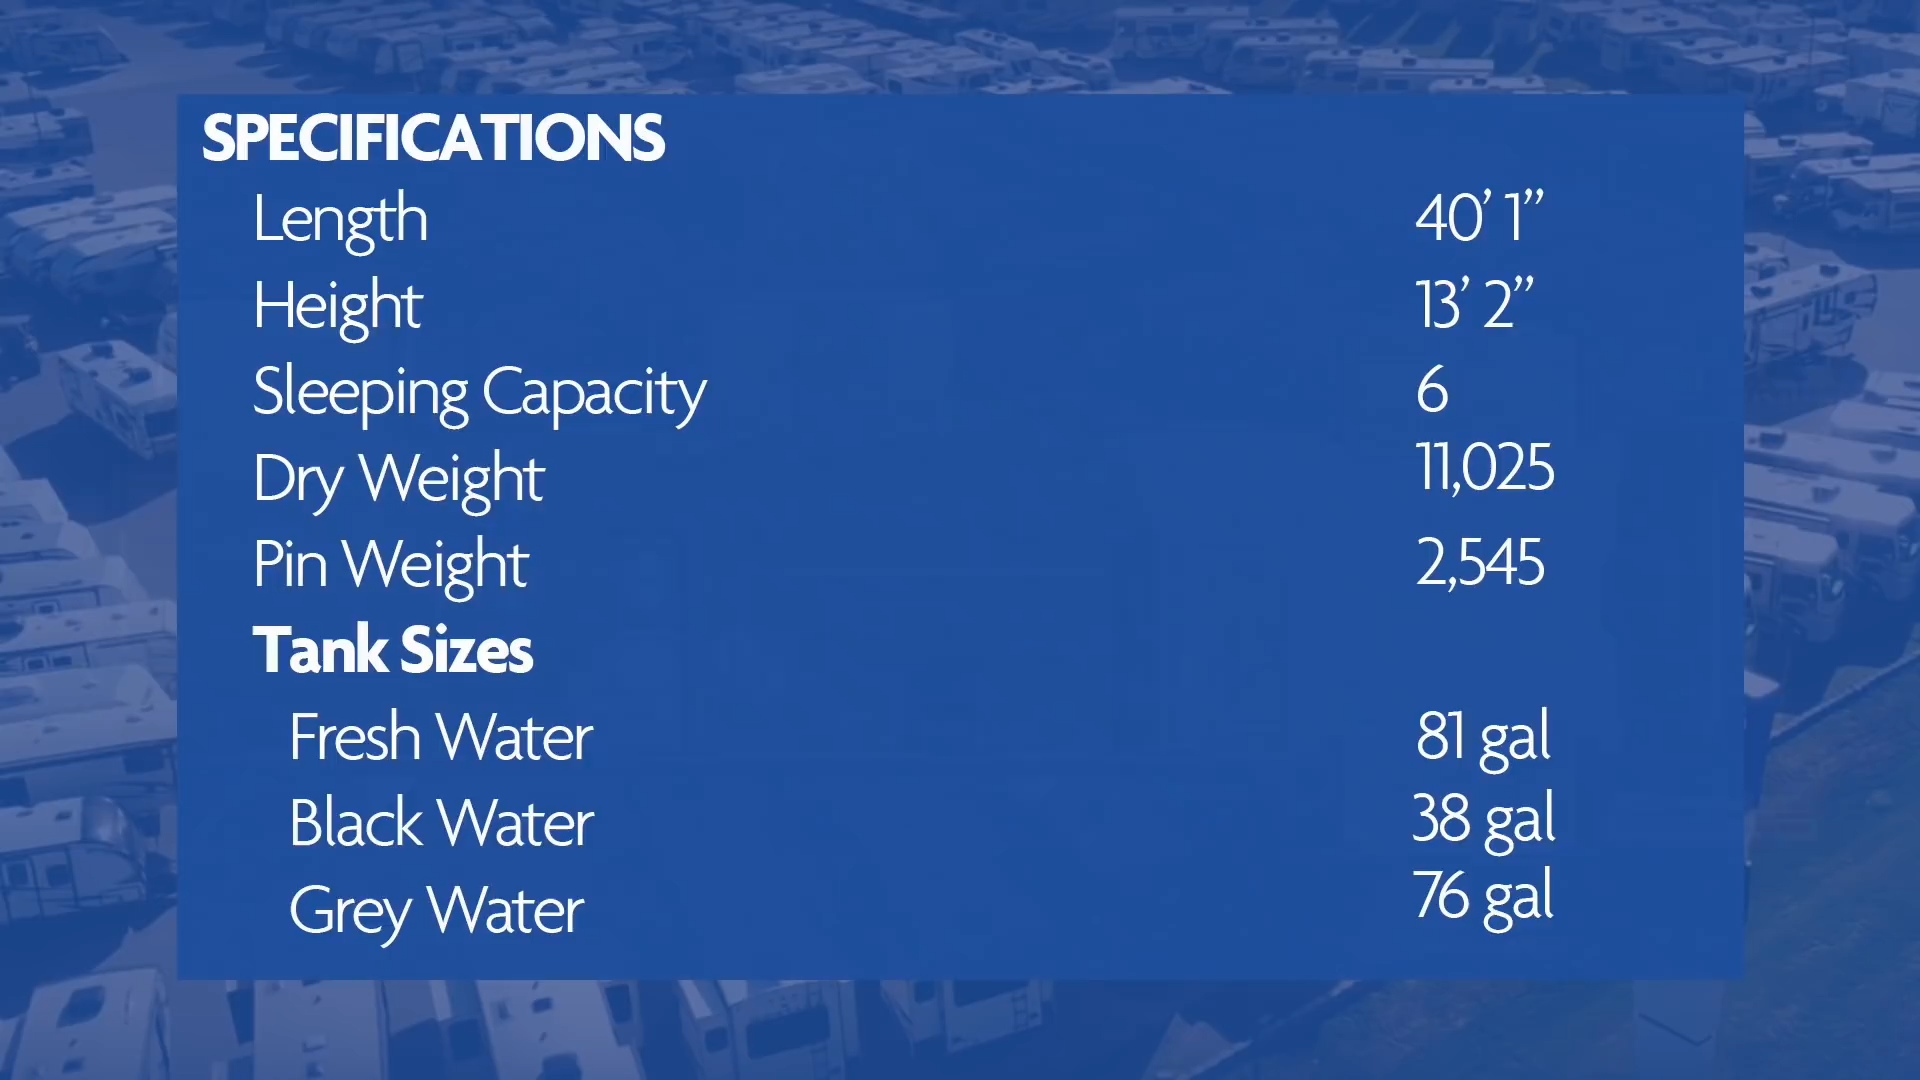 SPECIFICATIONS
Length 40’ 1”
Height 13’ 2”
Sleeping Capacity 6
Dry Weight 11,025
Pin Weight 2,545
Tank Sizes
Fresh Water 81 gal
Black Water 38 gal
Grey Water 76 gal